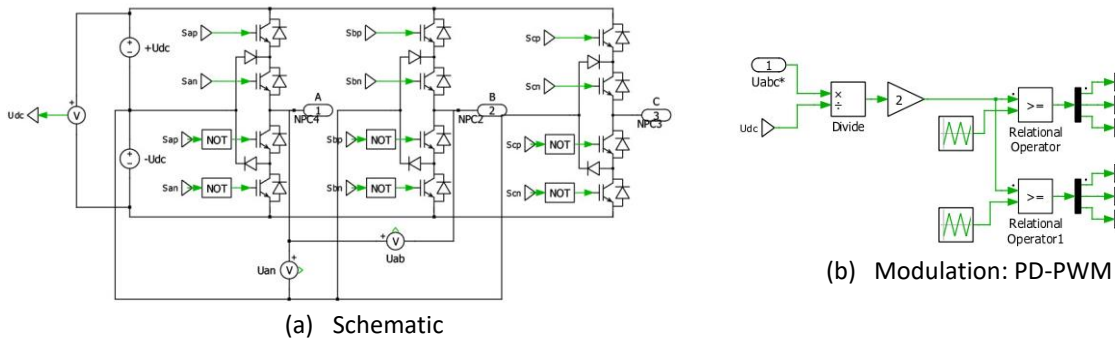 Sap
Sbp
Scp
+Udc
San
Sbn
Scn
A
1
NPC4
B
2
NPC2
C
3
NPC3
Udc
V
Sap
NOT
Sbp
NOT
Scp
NOT
-Udc
San
NOT
Sbn
NOT
Scn
NOT
V
Uab
Uan
V
(a) Schematic
1
Uabc*
Udc
×
÷
Divide
2
>=
Relational
Operator
>=
Relational
Operator1
(b) Modulation: PD-PWM